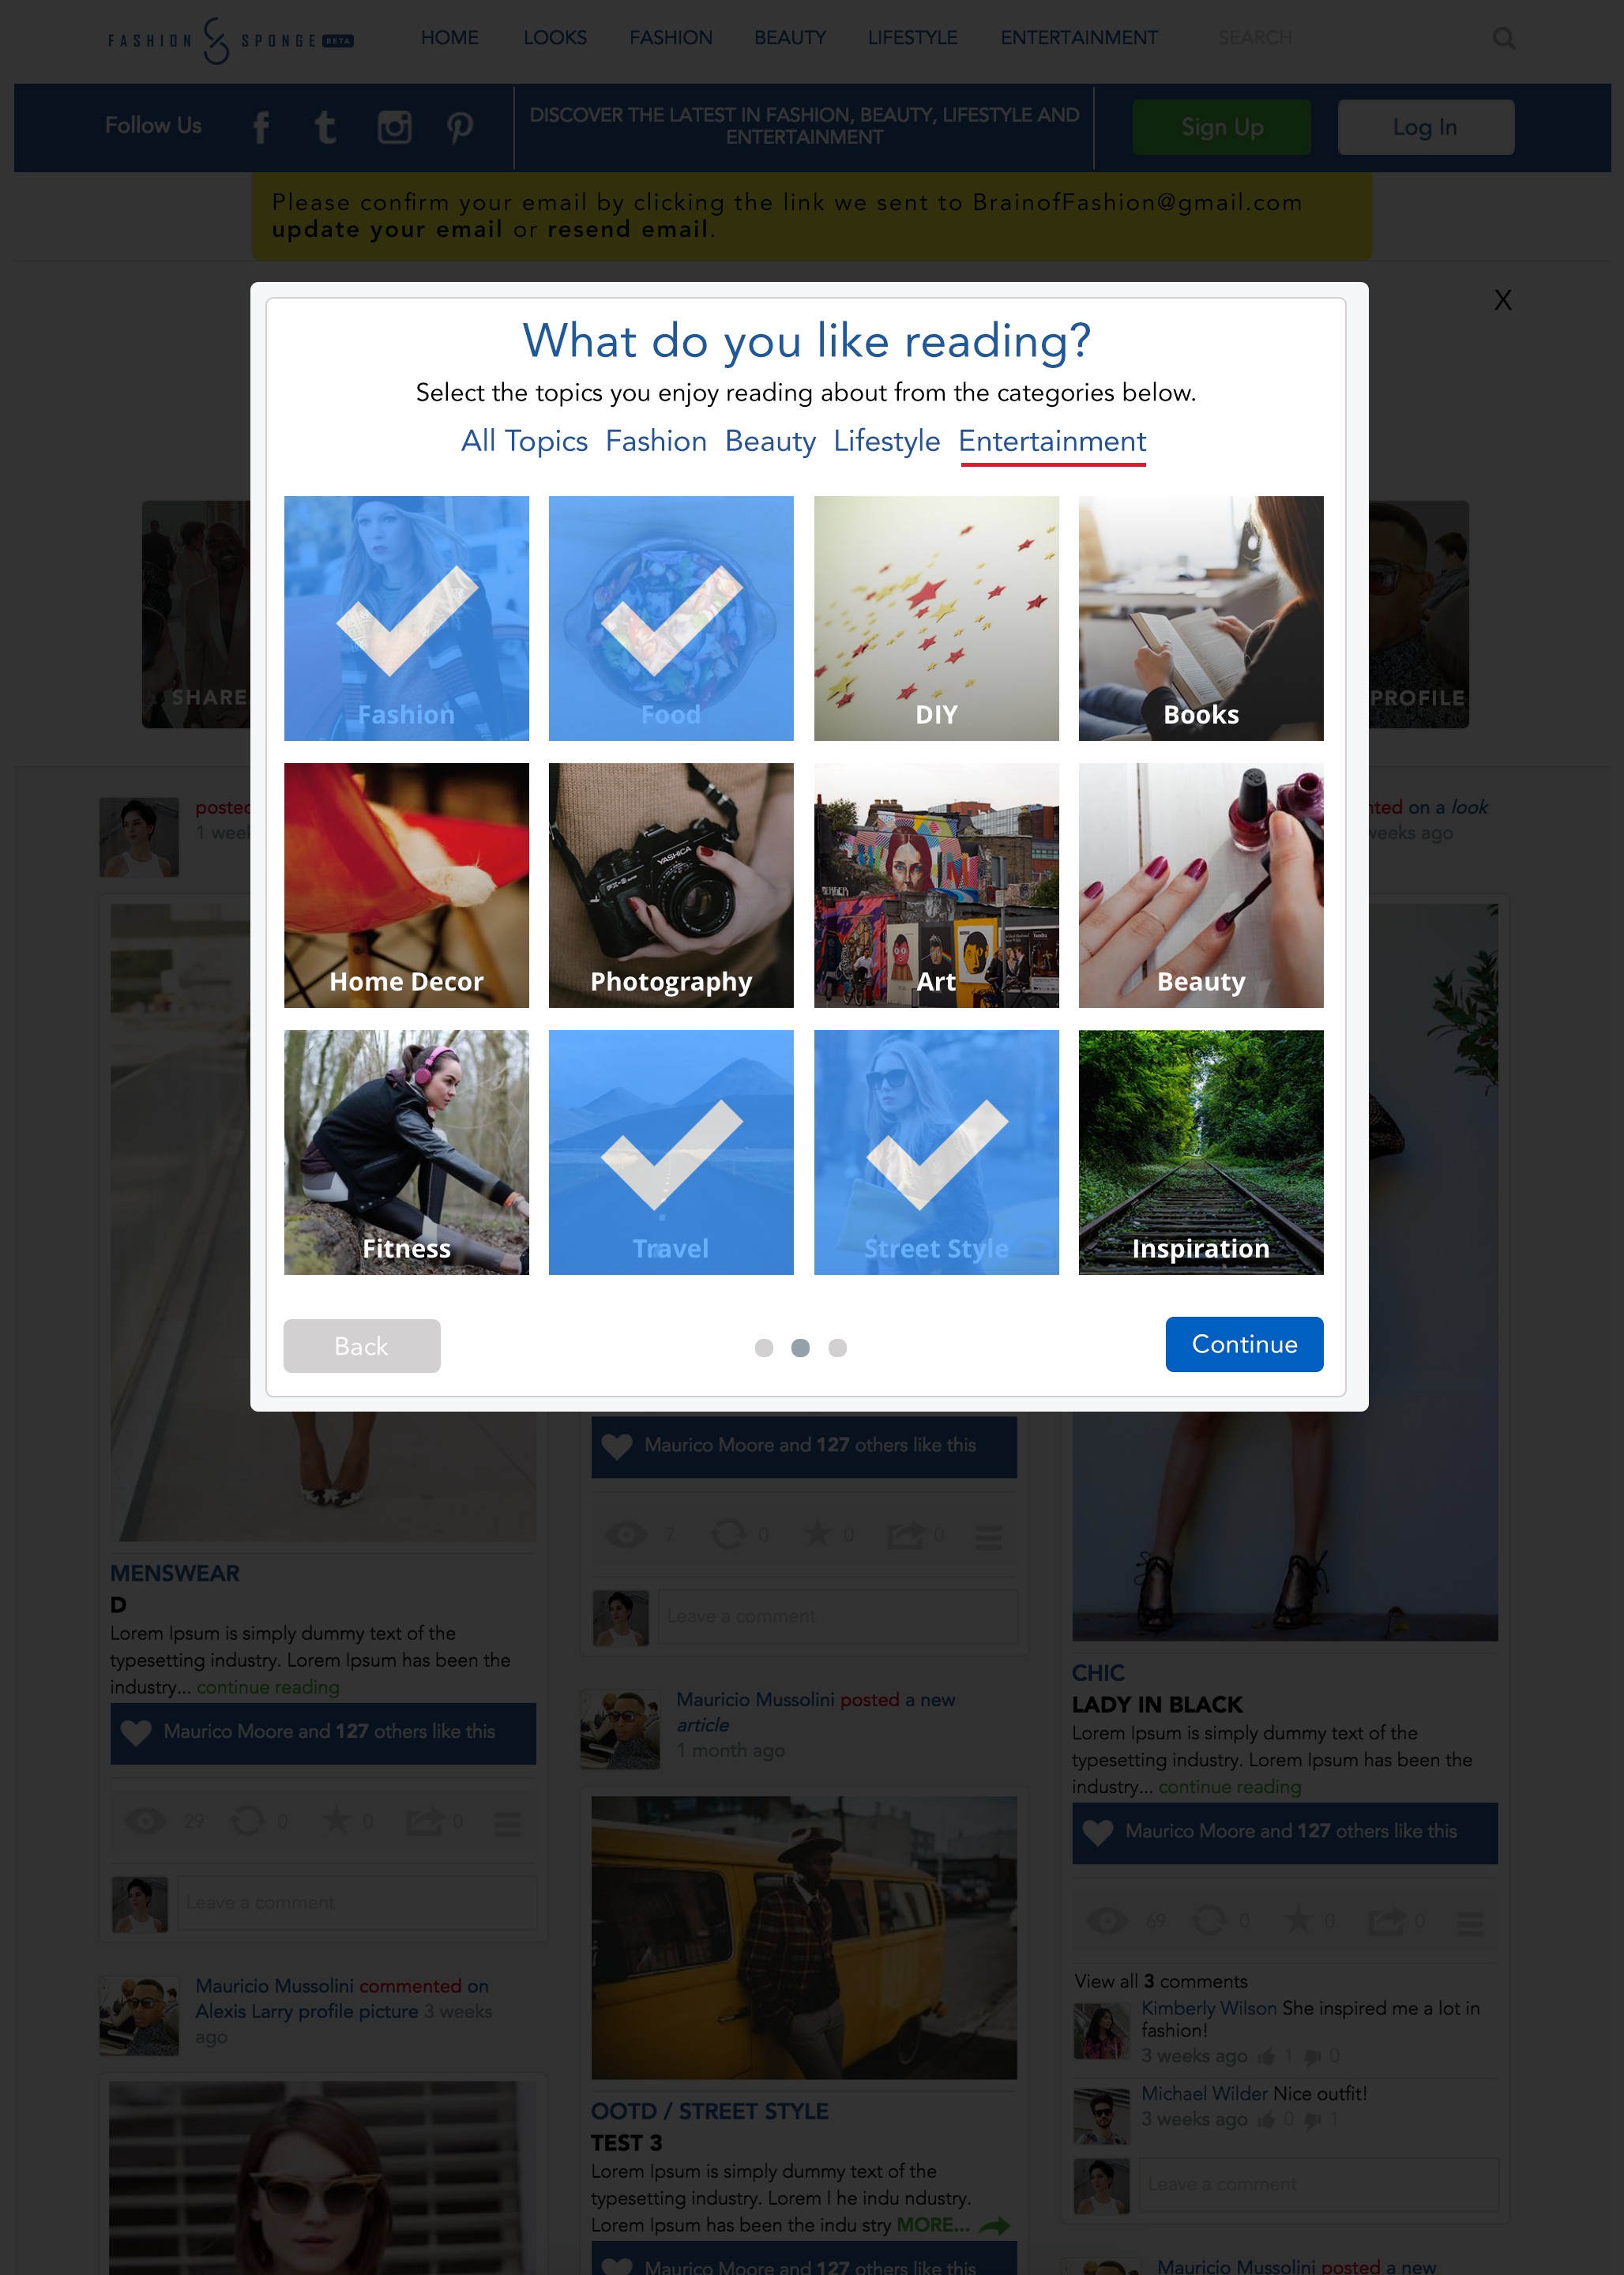 FASHION SPONGE BETA HOME LOOKS FASHION BEAUTY LIFESTYLE ENTERTAINMENT SEARCH
Follow Us
DISCOVER THE LATEST IN FASHION, BEAUTY, LIFESTYLE AND
ENTERTAINMENT
Sign Up Log In
Please confirm your email by clicking the link we sent to BrainofFashion@gmail.com
update your email or resend email.
X
What do you like reading?
Select the topics you enjoy reading about from the categories below.
All Topics Fashion Beauty Lifestyle Entertainment
Fashion Food DIY Books
YASHICA
Home Decor Photography Art Beauty
Fitness Travel Street Style Inspiration
Back Continue
SHARE
PROFILE
posted
1 week
on a look
weeks ago
MENSWEAR
D
Lorem Ipsum is simply dummy text of the
typesetting industry. Lorem Ipsum has been the
industry... continue reading
Maurico Moore and 127 others like this
29 0 0 0
Leave a comment
Mauricio Mussolini commented on
Alexis Larry profile picture 3 weeks
ago
Maurico Moore and 127 others like this
7 0 0 0
Leave a comment
Mauricio Mussolini posted a new
article
1 month ago
OOTD / STREET STYLE
TEST 3
Lorem Ipsum is simply dummy text of the
typesetting industry. Lorem I he indu ndustry.
Lorem Ipsum has been the indu stry MORE...
Maurico Moore and 127 others like this
CHIC
LADY IN BLACK
Lorem Ipsum is simply dummy text of the
typesetting industry. Lorem Ipsum has been the
industry... continue reading
Maurico Moore and 127 others like this
69 0 0 0
View all 3 comments
Kimberly Wilson She inspired me a lot in
fashion!
3 weeks ago 1 0
Michael Wilder Nice outfit!
3 weeks ago 0 1
Leave a comment
Mauricio Mussolini posted a new